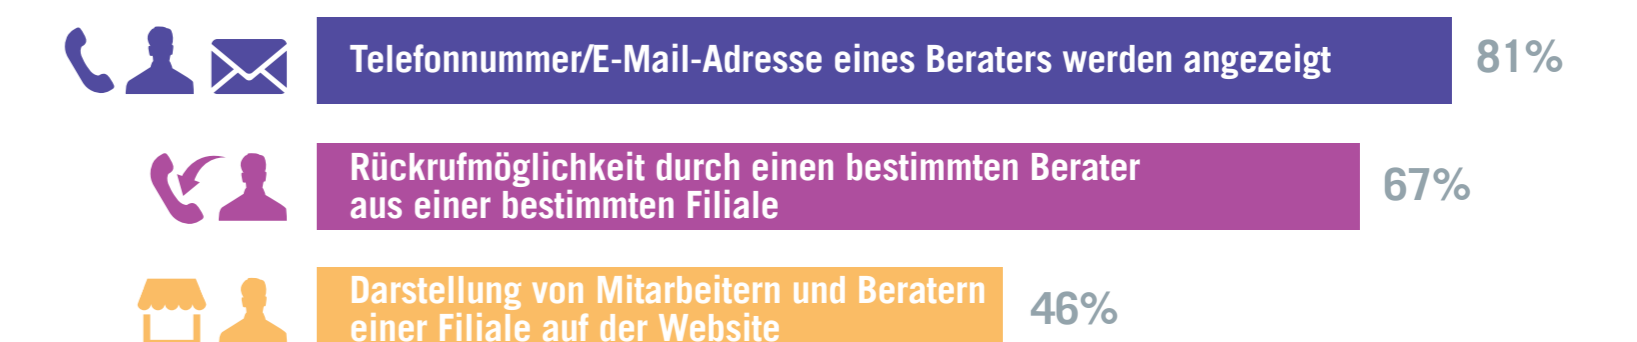 Telefonnummer/E-Mail-Adresse eines Beraters werden angezeigt 81%
Rückrufmöglichkeit durch einen bestimmten Berater
aus einer bestimmten Filiale
67%
Darstellung von Mitarbeitern und Beratern
einer Filiale auf der Website
46%